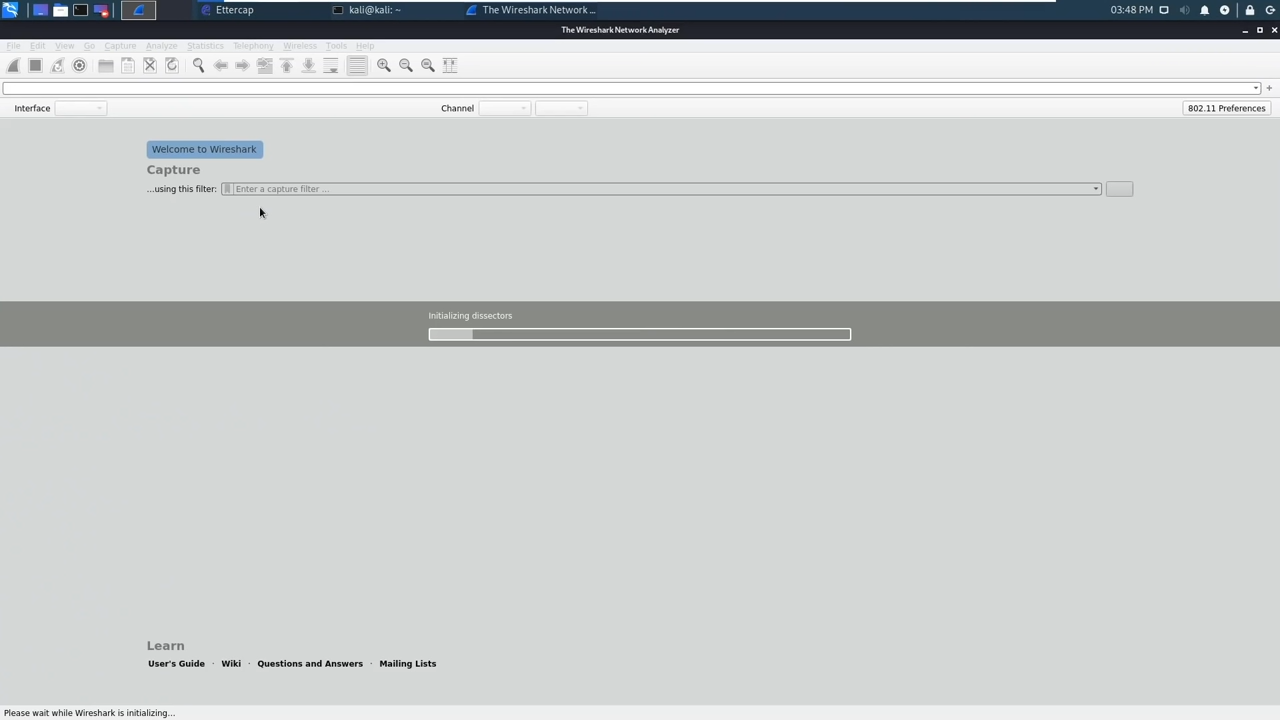 Ettercap
kali@kali: ~
The Wireshark Network ...
03:48 PM
The Wireshark Network Analyzer
File Edit View Go Capture Analyze Statistics Telephony Wireless Tools Help
Interface
Channel
802.11 Preferences
Welcome to Wireshark
Capture
...using this filter: Enter a capture filter ...
Initializing dissectors
Learn
User's Guide · Wiki · Questions and Answers · Mailing Lists
Please wait while Wireshark is initializing...